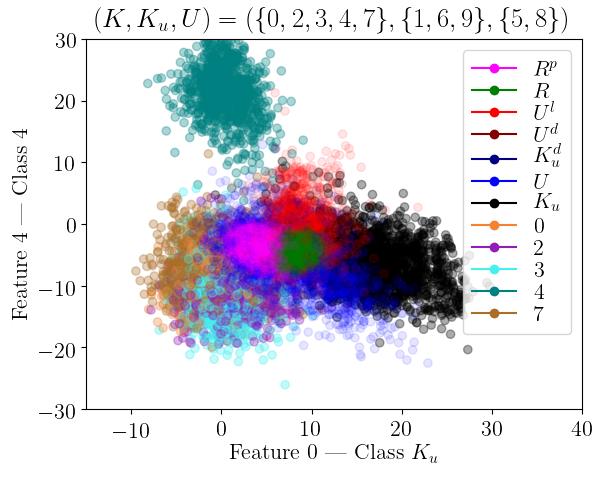 (K, K_u, U) = ({0, 2, 3, 4, 7}, {1, 6, 9}, {5, 8})
30
20
10
0
−10
−20
−30
Feature 4 — Class 4
−10 0 10 20 30 40
Feature 0 — Class K_u
R^p
R
U^l
U^d
K_u^d
U
K_u
0
2
3
4
7